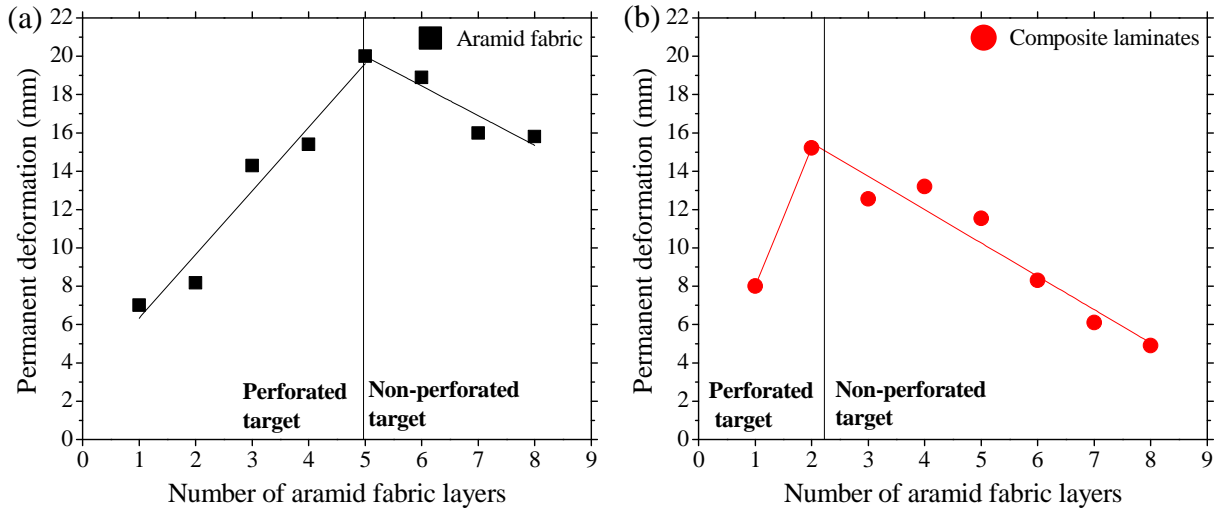 (a)
Aramid fabric
Permanent deformation (mm)
22
20
18
16
14
12
10
8
6
4
2
0
Perforated
target
Non-perforated
target
0 1 2 3 4 5 6 7 8 9
Number of aramid fabric layers
(b)
Composite laminates
Permanent deformation (mm)
22
20
18
16
14
12
10
8
6
4
2
0
Perforated
target
Non-perforated
target
0 1 2 3 4 5 6 7 8 9
Number of aramid fabric layers